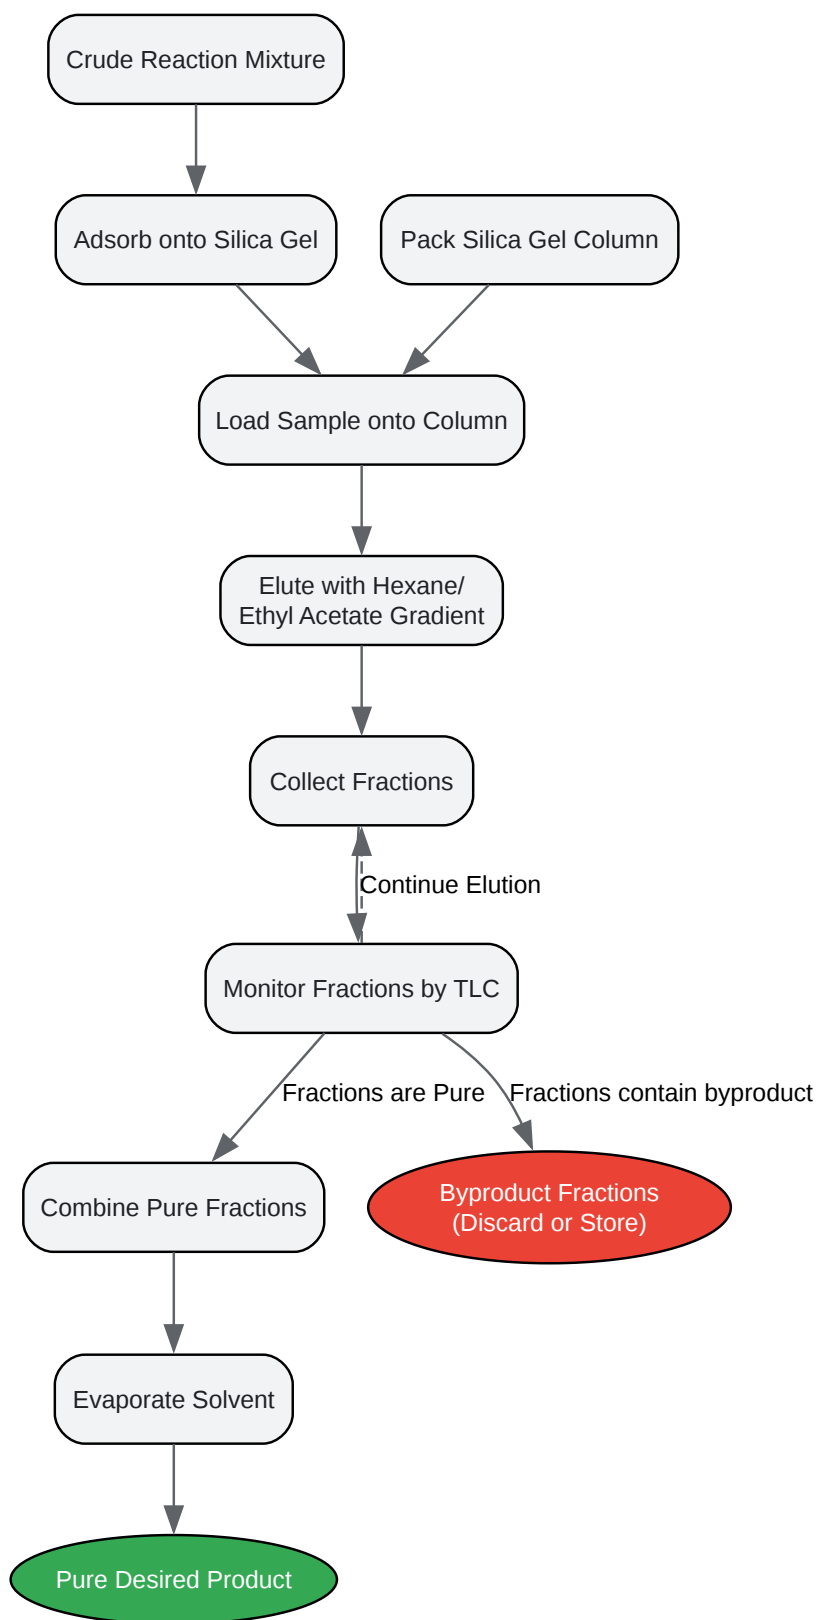 Crude Reaction Mixture
Adsorb onto Silica Gel
Pack Silica Gel Column
Load Sample onto Column
Elute with Hexane/
Ethyl Acetate Gradient
Collect Fractions
Continue Elution
Monitor Fractions by TLC
Fractions are Pure
Fractions contain byproduct
Combine Pure Fractions
Byproduct Fractions
(Discard or Store)
Evaporate Solvent
Pure Desired Product